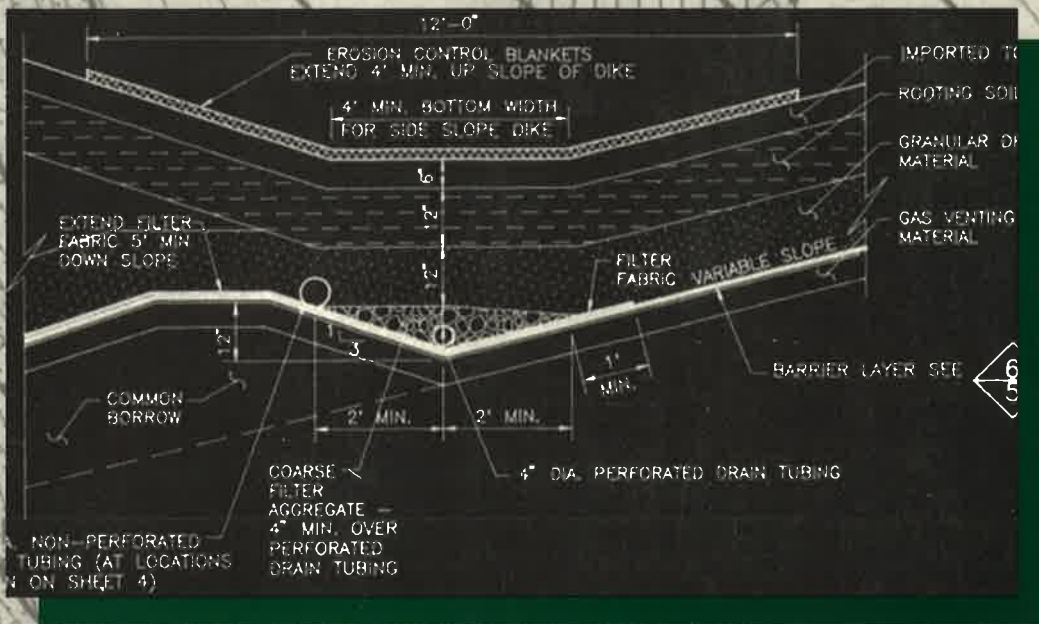 12'-0"
EROSION CONTROL BLANKETS
EXTEND 4' MIN. UP SLOPE OF DIKE
4' MIN. BOTTOM WIDTH
FOR SIDE SLOPE DIKE
IMPORTED TO
ROOTING SOIL
GRANULAR DR
MATERIAL
GAS VENTING
MATERIAL
6"
12"
12"
EXTEND FILTER
FABRIC 5' MIN
DOWN SLOPE
FILTER
FABRIC
VARIABLE SLOPE
12"
1
3
1'
MIN.
BARRIER LAYER SEE
6
5
COMMON
BORROW
2' MIN.
2' MIN.
COARSE
FILTER
AGGREGATE –
4" MIN. OVER
PERFORATED
DRAIN TUBING
4" DIA. PERFORATED DRAIN TUBING
NON-PERFORATED
TUBING (AT LOCATIONS
N ON SHEET 4)